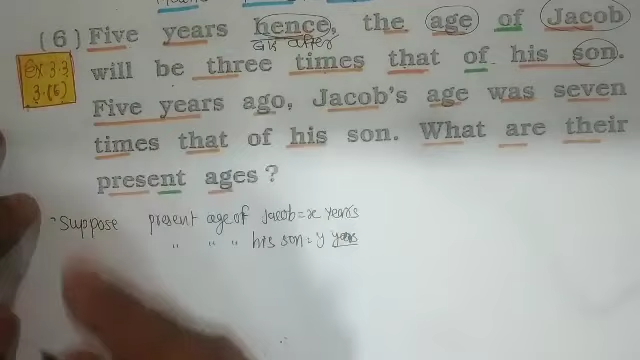 (6) Five years hence, the age of Jacob
बाद
Ex 3.3
3.(6)
will be three times that of his son.
Five years ago, Jacob's age was seven
times that of his son. What are their
present ages?
Suppose present age of Jacob = x years
" " " his son = y years